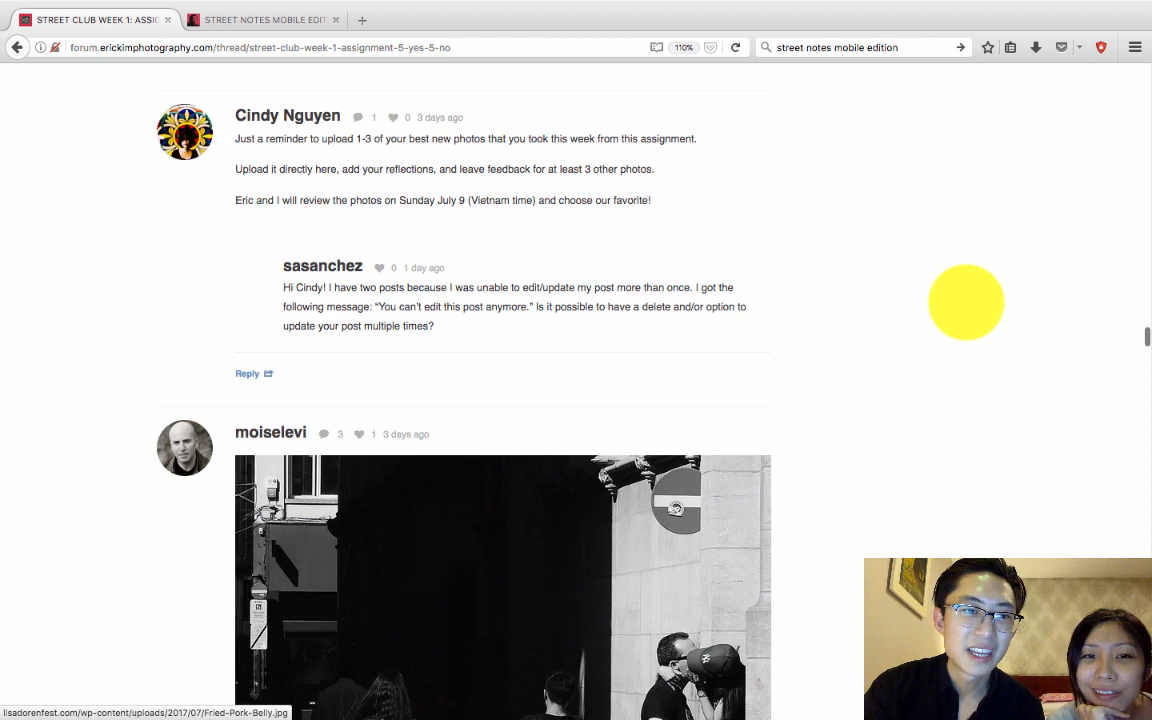 STREET CLUB WEEK 1: ASSIG
STREET NOTES MOBILE EDIT
forum.erickimphotography.com/thread/street-club-week-1-assignment-5-yes-5-no
110%
street notes mobile edition
Cindy Nguyen 1 0 3 days ago
Just a reminder to upload 1-3 of your best new photos that you took this week from this assignment.
Upload it directly here, add your reflections, and leave feedback for at least 3 other photos.
Eric and I will review the photos on Sunday July 9 (Vietnam time) and choose our favorite!
sasanchez 0 1 day ago
Hi Cindy! I have two posts because I was unable to edit/update my post more than once. I got the
following message: “You can’t edit this post anymore.” Is it possible to have a delete and/or option to
update your post multiple times?
Reply
moiselevi 3 1 3 days ago
lisadorenfest.com/wp-content/uploads/2017/07/Fried-Pork-Belly.jpg